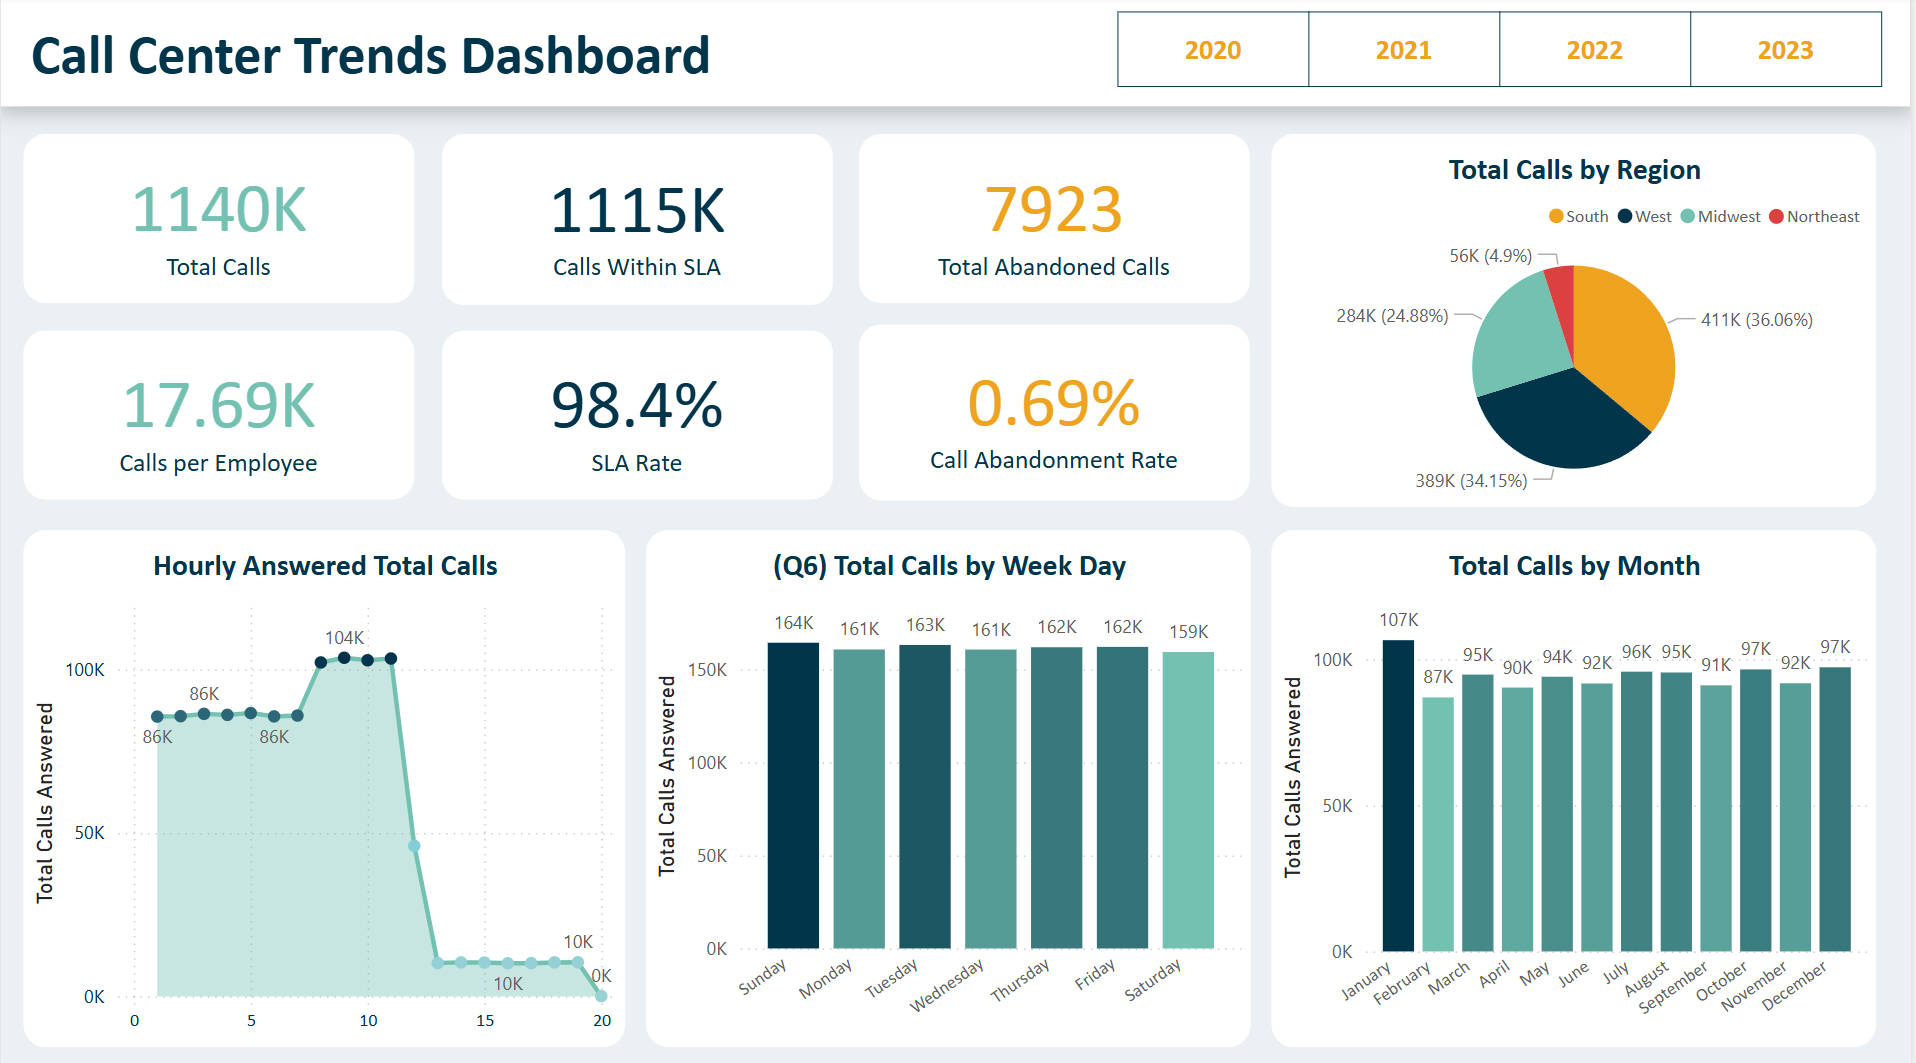 Call Center Trends Dashboard
2020 2021 2022 2023
1140K
Total Calls
1115K
Calls Within SLA
7923
Total Abandoned Calls
17.69K
Calls per Employee
98.4%
SLA Rate
0.69%
Call Abandonment Rate
Total Calls by Region
South West Midwest Northeast
56K (4.9%)
284K (24.88%)
411K (36.06%)
389K (34.15%)
Hourly Answered Total Calls
Total Calls Answered
100K
50K
0K
86K
86K
86K
104K
10K
10K
0K
0 5 10 15 20
(Q6) Total Calls by Week Day
Total Calls Answered
150K
100K
50K
0K
164K 161K 163K 161K 162K 162K 159K
Sunday Monday Tuesday Wednesday Thursday Friday Saturday
Total Calls by Month
Total Calls Answered
100K
50K
0K
107K 87K 95K 90K 94K 92K 96K 95K 91K 97K 92K 97K
January February March April May June July August September October November December